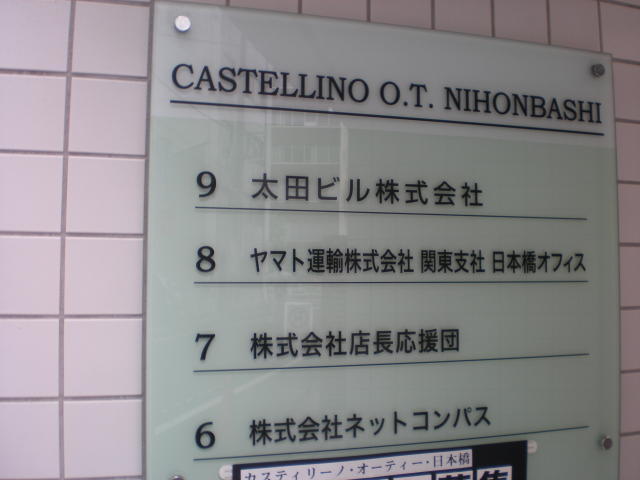 CASTELLINO O.T. NIHONBASHI
9 太田ビル株式会社
8 ヤマト運輸株式会社 関東支社 日本橋オフィス
7 株式会社店長応援団
6 株式会社ネットコンパス
カスティリーノ・オーティー・日本橋